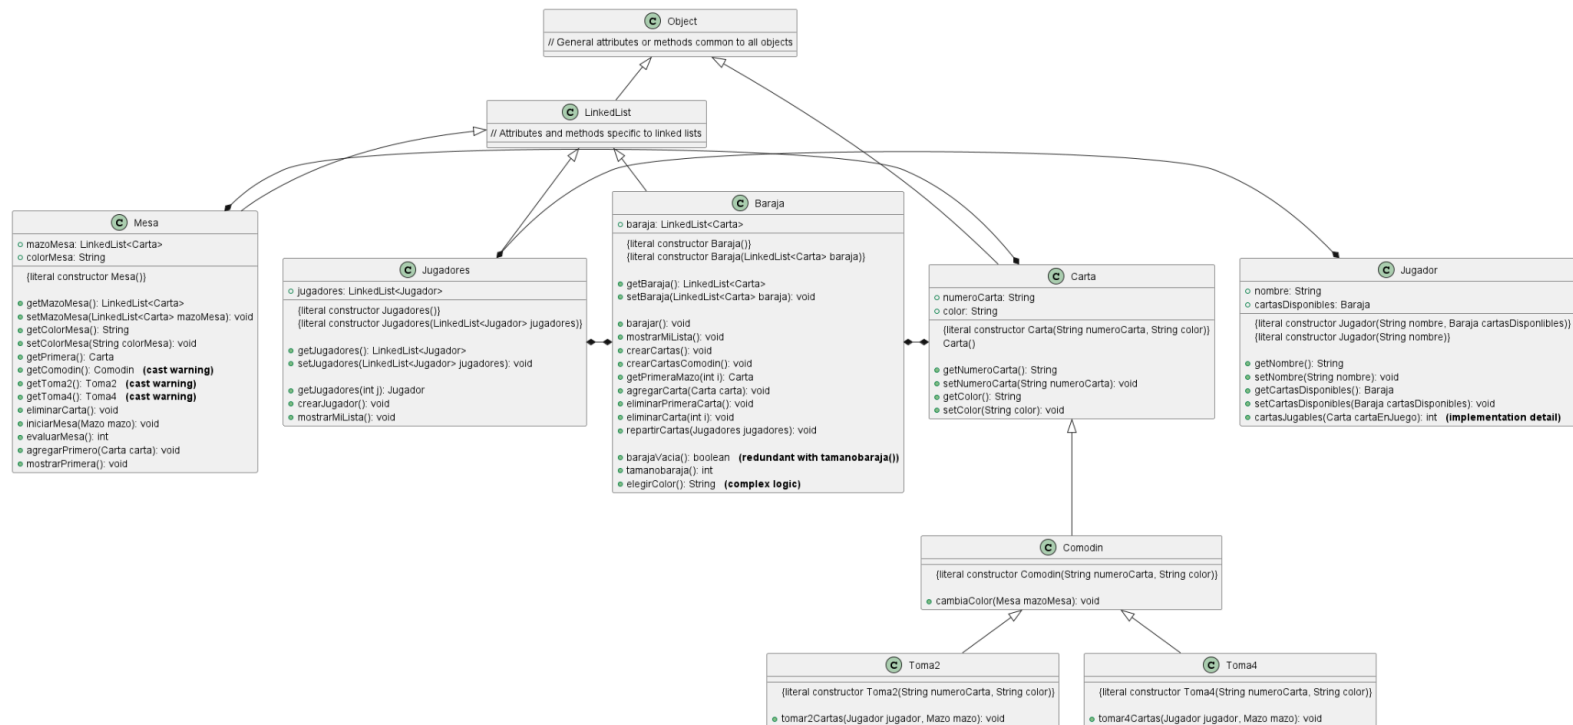 C Object
// General attributes or methods common to all objects
C LinkedList
// Attributes and methods specific to linked lists
C Mesa
mazoMesa: LinkedList<Carta>
colorMesa: String
{literal constructor Mesa()}
getMazoMesa(): LinkedList<Carta>
setMazoMesa(LinkedList<Carta> mazoMesa): void
getColorMesa(): String
setColorMesa(String colorMesa): void
getPrimera(): Carta
getComodin(): Comodin (cast warning)
getToma2(): Toma2 (cast warning)
getToma4(): Toma4 (cast warning)
eliminarCarta(): void
iniciarMesa(Mazo mazo): void
evaluarMesa(): int
agregarPrimero(Carta carta): void
mostrarPrimera(): void
C Jugadores
jugadores: LinkedList<Jugador>
{literal constructor Jugadores()}
{literal constructor Jugadores(LinkedList<Jugador> jugadores)}
getJugadores(): LinkedList<Jugador>
setJugadores(LinkedList<Jugador> jugadores): void
getJugadores(int j): Jugador
crearJugador(): void
mostrarMiLista(): void
C Baraja
baraja: LinkedList<Carta>
{literal constructor Baraja()}
{literal constructor Baraja(LinkedList<Carta> baraja)}
getBaraja(): LinkedList<Carta>
setBaraja(LinkedList<Carta> baraja): void
barajar(): void
mostrarMiLista(): void
crearCartas(): void
crearCartasComodin(): void
getPrimeraMazo(int i): Carta
agregarCarta(Carta carta): void
eliminarPrimeraCarta(): void
eliminarCarta(int i): void
repartirCartas(Jugadores jugadores): void
barajaVacia(): boolean (redundant with tamanobaraja())
tamanobaraja(): int
elegirColor(): String (complex logic)
C Carta
numeroCarta: String
color: String
{literal constructor Carta(String numeroCarta, String color)}
Carta()
getNumeroCarta(): String
setNumeroCarta(String numeroCarta): void
getColor(): String
setColor(String color): void
C Jugador
nombre: String
cartasDisponibles: Baraja
{literal constructor Jugador(String nombre, Baraja cartasDisponlibles)}
{literal constructor Jugador(String nombre)}
getNombre(): String
setNombre(String nombre): void
getCartasDisponibles(): Baraja
setCartasDisponibles(Baraja cartasDisponibles): void
cartasJugables(Carta cartaEnJuego): int (implementation detail)
C Comodin
{literal constructor Comodin(String numeroCarta, String color)}
cambiaColor(Mesa mazoMesa): void
C Toma2
{literal constructor Toma2(String numeroCarta, String color)}
tomar2Cartas(Jugador jugador, Mazo mazo): void
C Toma4
{literal constructor Toma4(String numeroCarta, String color)}
tomar4Cartas(Jugador jugador, Mazo mazo): void